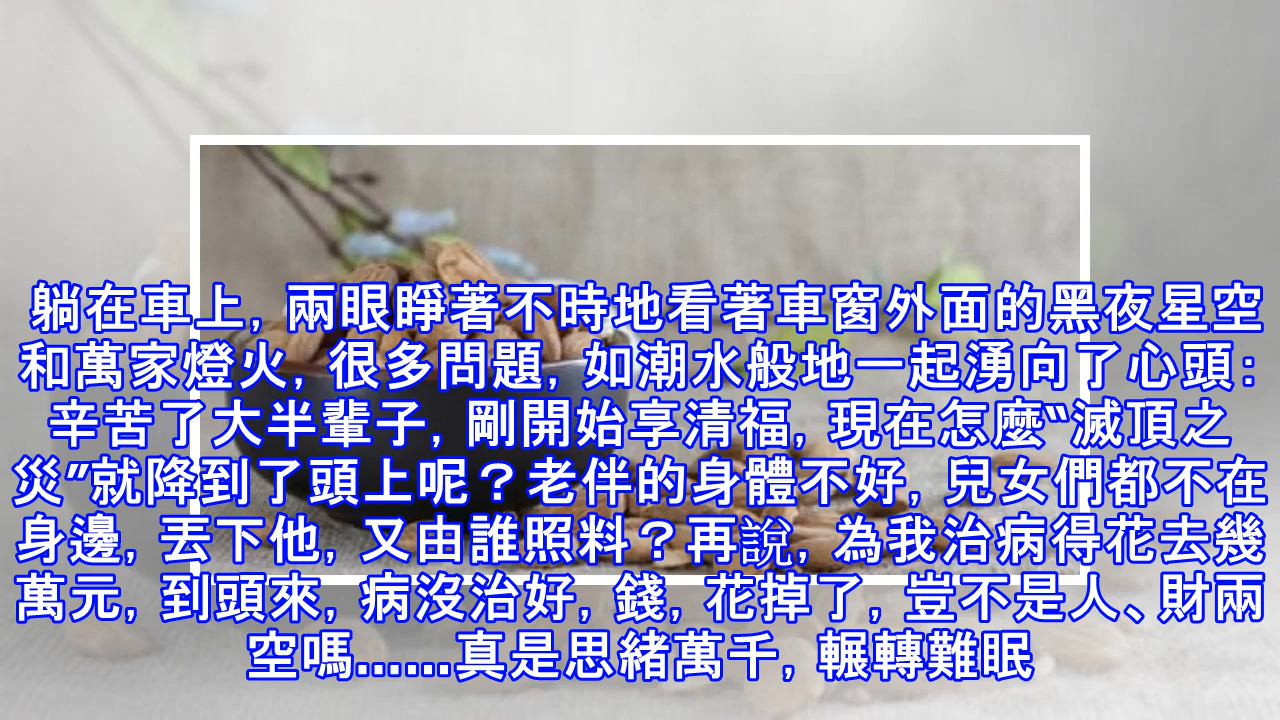 躺在車上, 兩眼睜著不時地看著車窗外面的黑夜星空
和萬家燈火, 很多問題, 如潮水般地一起湧向了心頭:
辛苦了大半輩子, 剛開始享清福, 現在怎麼“滅頂之
災”就降到了頭上呢？老伴的身體不好, 兒女們都不在
身邊, 丟下他, 又由誰照料？再說, 為我治病得花去幾
萬元, 到頭來, 病沒治好, 錢, 花掉了, 豈不是人、財兩
空嗎......真是思緒萬千, 輾轉難眠